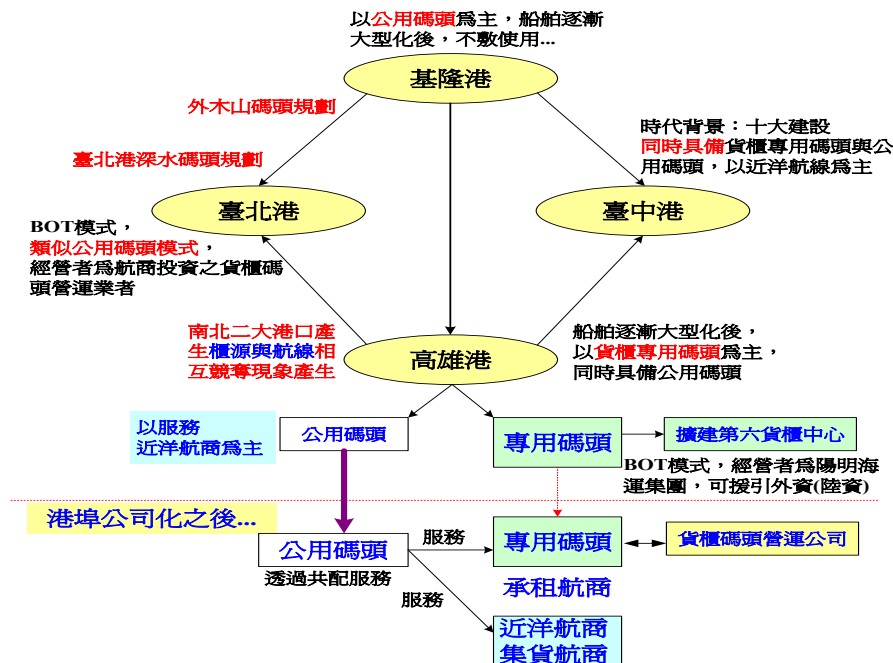 以公用碼頭為主，船舶逐漸
大型化後，不敷使用...
基隆港
外木山碼頭規劃
時代背景：十大建設
同時具備貨櫃專用碼頭與公
用碼頭，以近洋航線為主
臺北港深水碼頭規劃
臺北港
臺中港
BOT模式，
類似公用碼頭模式，
經營者為航商投資之貨櫃碼
頭營運業者
南北二大港口產
生櫃源與航線相
互競奪現象產生
船舶逐漸大型化後，
以貨櫃專用碼頭為主，
同時具備公用碼頭
高雄港
以服務
近洋航商為主
公用碼頭
專用碼頭
擴建第六貨櫃中心
BOT模式，經營者為陽明海
運集團，可援引外資(陸資)
港埠公司化之後...
公用碼頭
透過共配服務
服務
服務
專用碼頭
承租航商
貨櫃碼頭營運公司
近洋航商
集貨航商